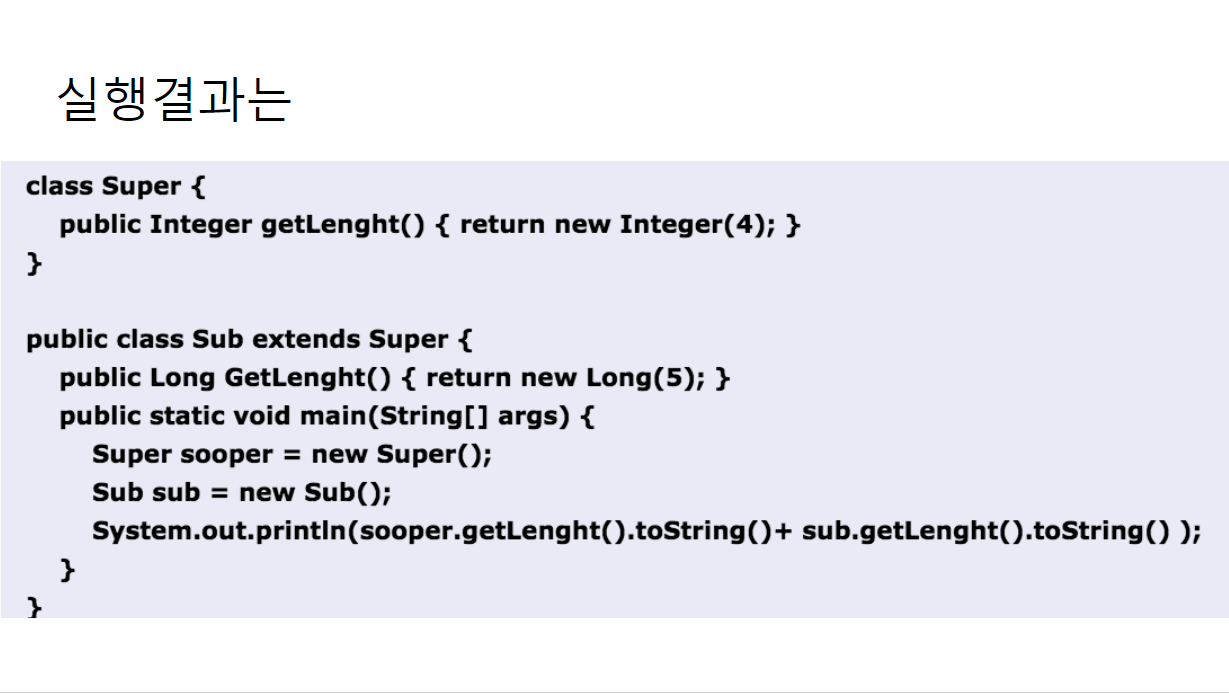 실행결과는
class Super {
public Integer getLenght() { return new Integer(4); }
}
public class Sub extends Super {
public Long GetLenght() { return new Long(5); }
public static void main(String[] args) {
Super sooper = new Super();
Sub sub = new Sub();
System.out.println(sooper.getLenght().toString()+ sub.getLenght().toString() );
}
}